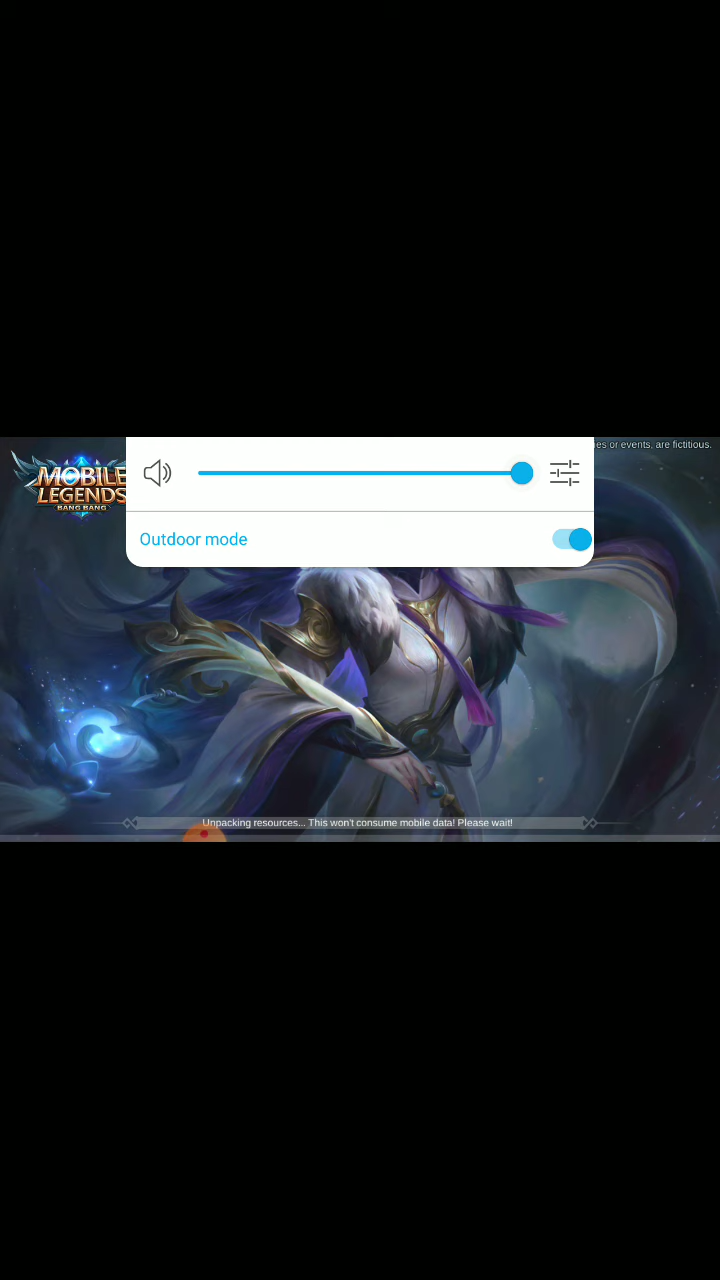 es or events, are fictitious.
MOBILE
LEGENDS
BANG BANG
Outdoor mode
Unpacking resources... This won't consume mobile data! Please wait!